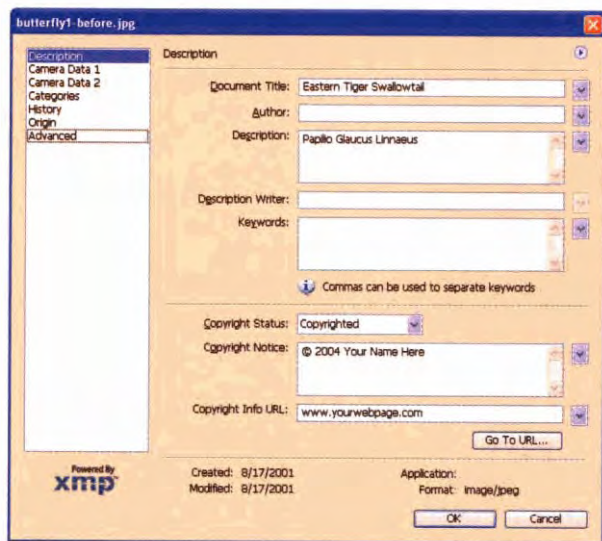 butterfly1-before.jpg
Description
Camera Data 1
Camera Data 2
Categories
History
Origin
Advanced
Description
Document Title: Eastern Tiger Swallowtail
Author:
Description: Papilio Glaucus Linnaeus
Description Writer:
Keywords:
i Commas can be used to separate keywords
Copyright Status: Copyrighted
Copyright Notice: © 2004 Your Name Here
Copyright Info URL: www.yourwebpage.com
Go To URL...
Powered By
xmp™
Created: 8/17/2001
Modified: 8/17/2001
Application:
Format: image/jpeg
OK
Cancel